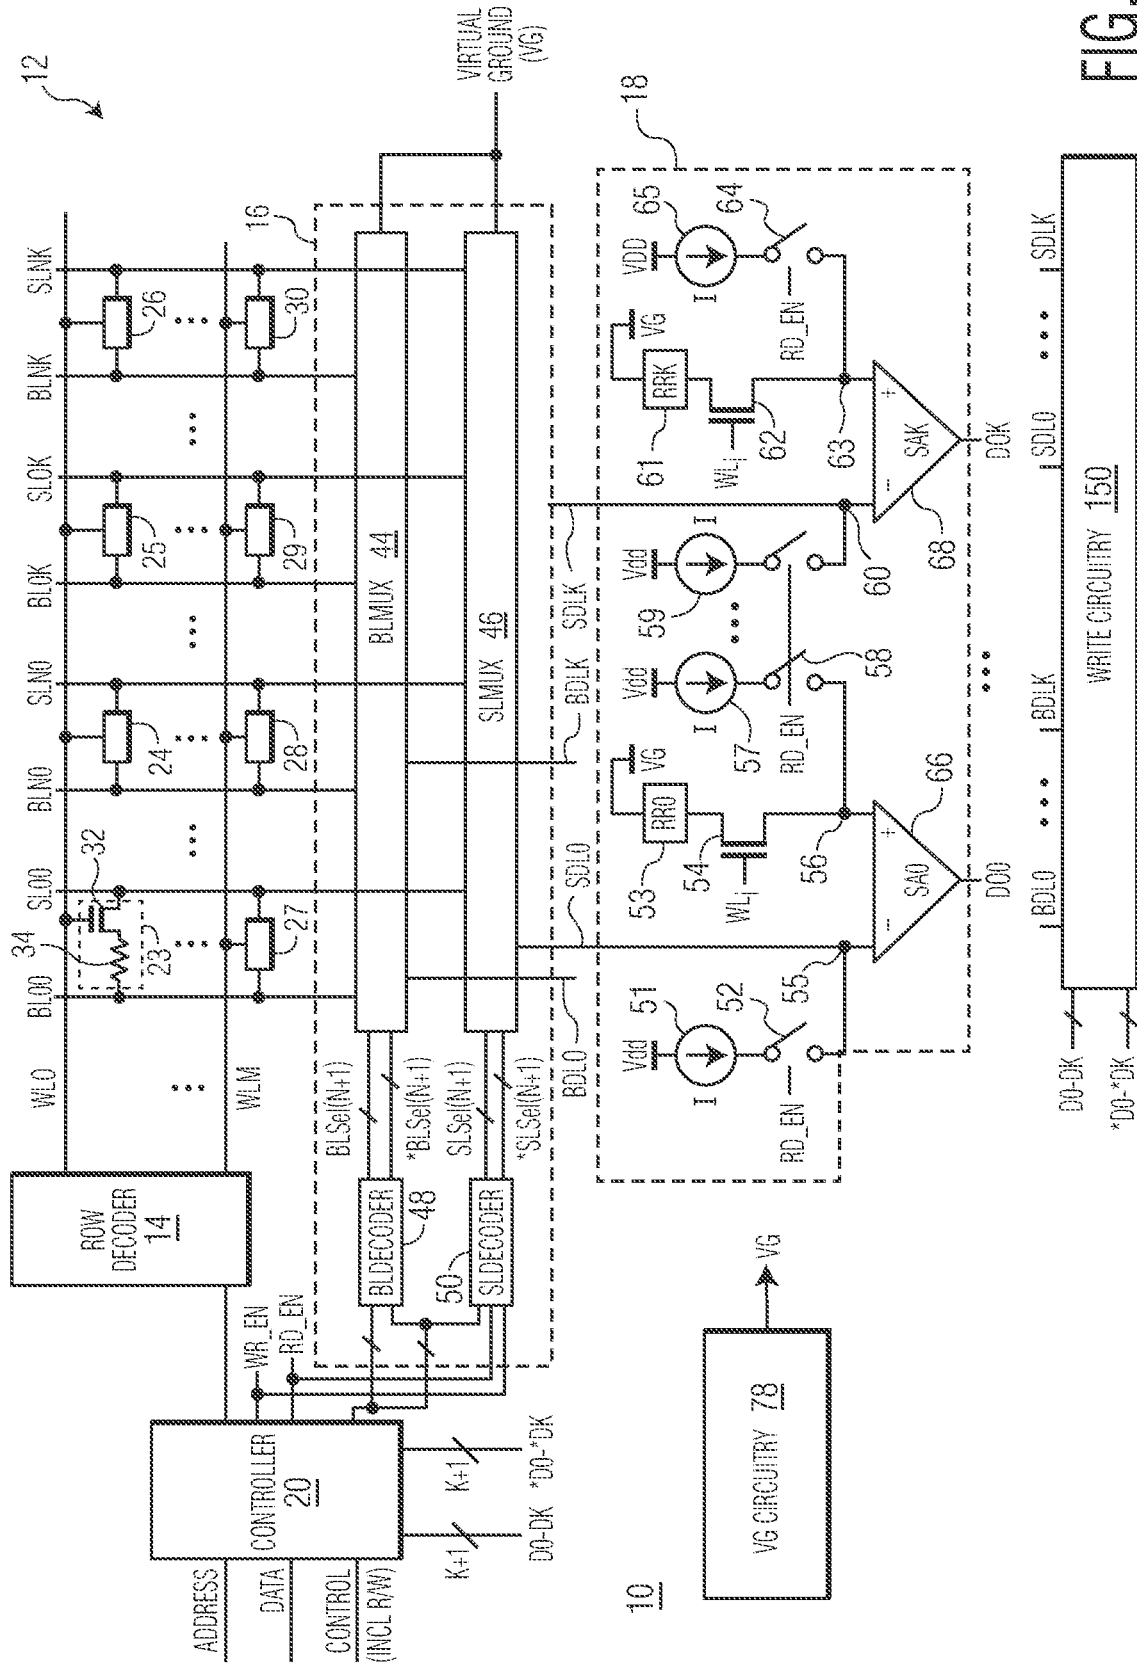 12
WL0
BL00
SL00
BLN0
SLN0
BL0K
SL0K
BLNK
SLNK
34
32
23
24
25
26
ROW
DECODER
14
WLM
27
28
29
30
16
ADDRESS
DATA
CONTROL
(INCL R/W)
CONTROLLER
20
WR_EN
RD_EN
K+1
K+1
D0-DK
*D0-*DK
BLDECODER
48
50
SLDECODER
BLSel(N+1)
*BLSel(N+1)
SLSel(N+1)
*SLSel(N+1)
BLMUX 44
SLMUX 46
VIRTUAL
GROUND
(VG)
BDL0
SDL0
BDLK
SDLK
18
10
VG CIRCUITRY 78
VG
Vdd
I
51
52
RD_EN
55
53
RR0
VG
54
WLj
56
Vdd
I
57
58
RD_EN
Vdd
I
59
60
61
RRK
VG
62
WLj
63
VDD
I
65
64
RD_EN
- +
SA0
66
DO0
- +
SAK
68
DOK
BDL0
BDLK
SDL0
SDLK
D0-DK
*D0-*DK
WRITE CIRCUITRY 150
FIG.